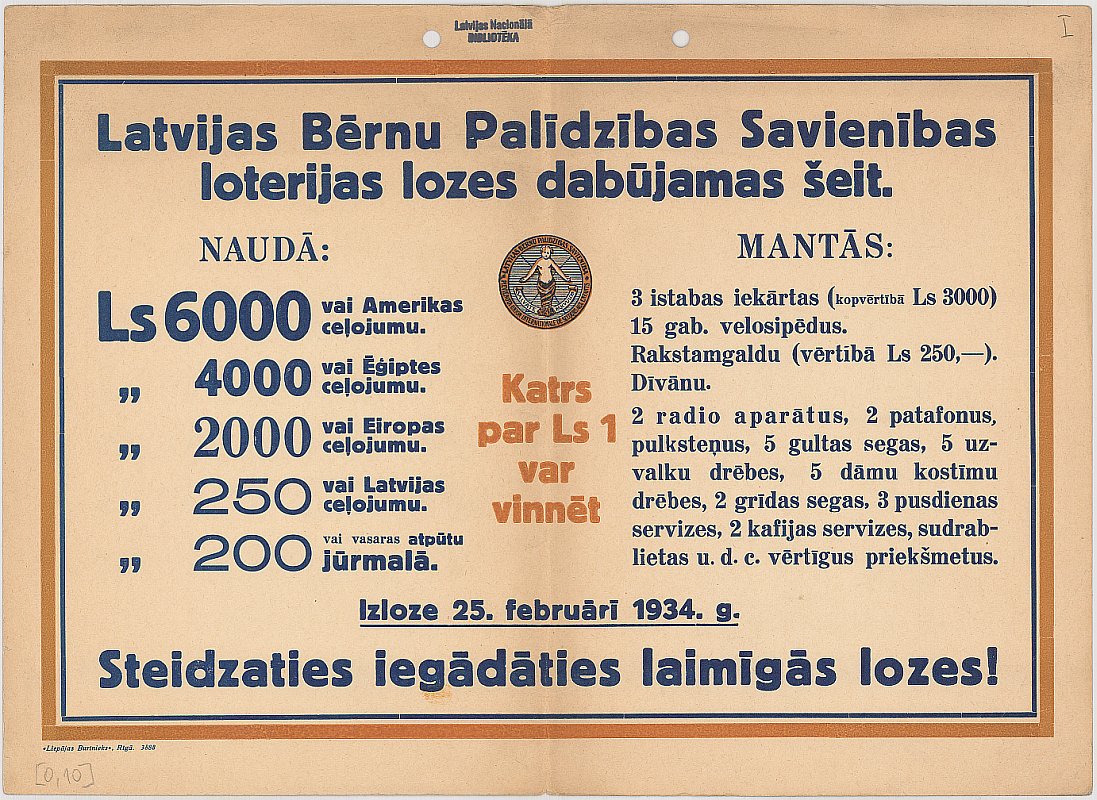 Latvijas Nacionālā
BIBLIOTĒKA
I
Latvijas Bērnu Palīdzības Savienības
loterijas lozes dabūjamas šeit.
NAUDĀ:
Ls 6000 vai Amerikas
ceļojumu.
„ 4000 vai Ēģiptes
ceļojumu.
„ 2000 vai Eiropas
ceļojumu.
„ 250 vai Latvijas
ceļojumu.
„ 200 vai vasaras atpūtu
jūrmalā.
Katrs
par Ls 1
var
vinnēt
MANTĀS:
3 istabas iekārtas (kopvērtībā Ls 3000)
15 gab. velosipēdus.
Rakstamgaldu (vērtībā Ls 250,—).
Dīvānu.
2 radio aparātus, 2 patafonus,
pulksteņus, 5 gultas segas, 5 uz-
valku drēbes, 5 dāmu kostīmu
drēbes, 2 grīdas segas, 3 pusdienas
servizes, 2 kafijas servizes, sudrab-
lietas u. d. c. vērtīgus priekšmetus.
Izloze 25. februārī 1934. g.
Steidzaties iegādāties laimīgās lozes!
«Liepājas Burtnieks», Rīgā. 3688
[0,10]